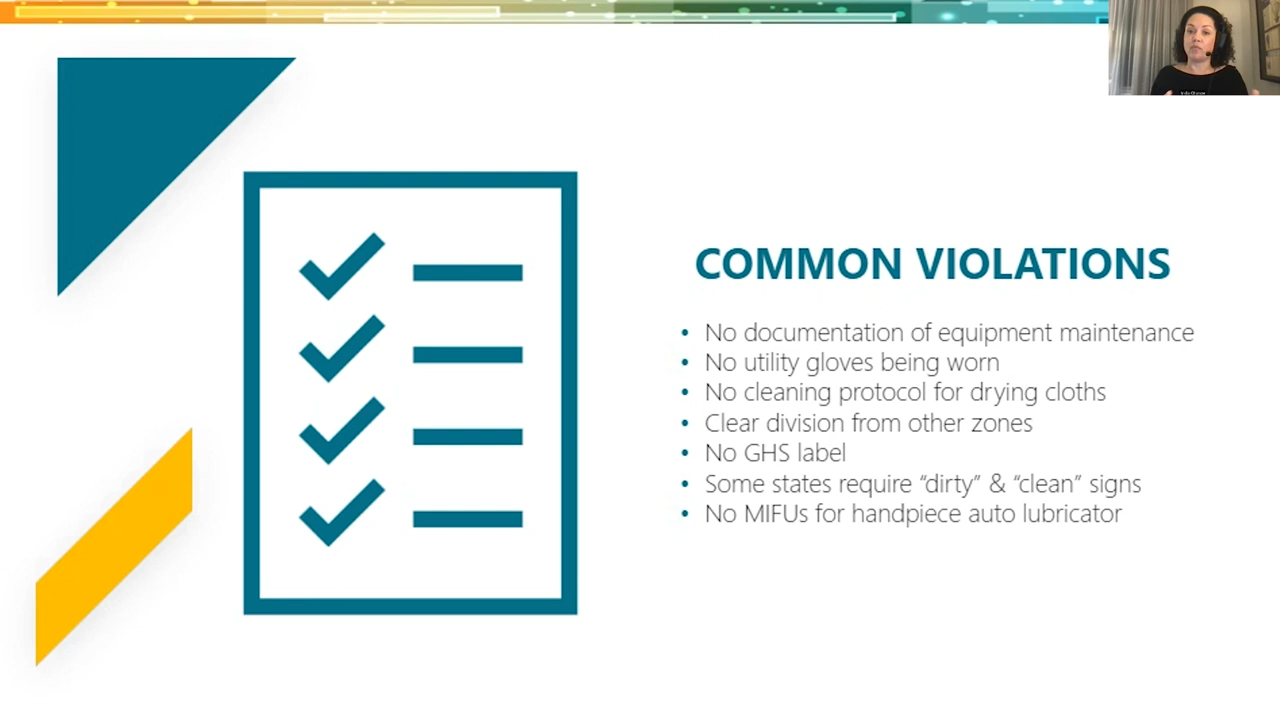 COMMON VIOLATIONS
• No documentation of equipment maintenance
• No utility gloves being worn
• No cleaning protocol for drying cloths
• Clear division from other zones
• No GHS label
• Some states require “dirty” & “clean” signs
• No MIFUs for handpiece auto lubricator